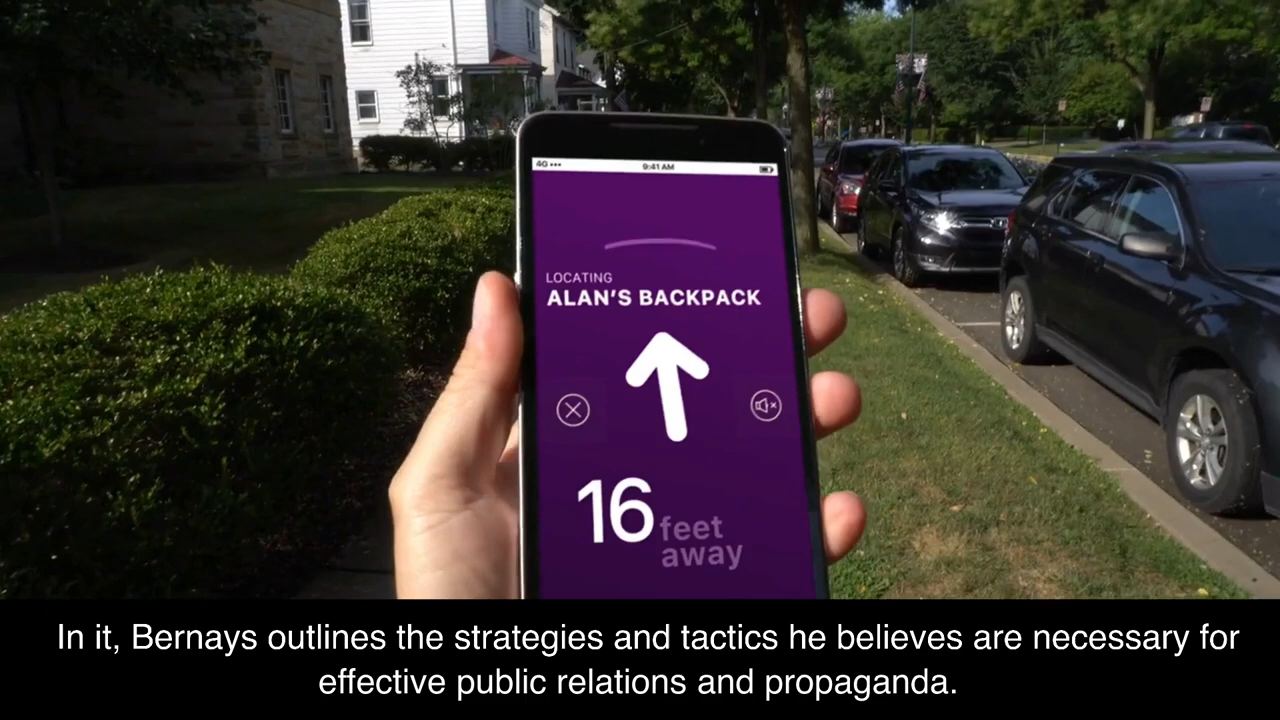 4G
9:41 AM
LOCATING
ALAN'S BACKPACK
16 feet
away
In it, Bernays outlines the strategies and tactics he believes are necessary for
effective public relations and propaganda.